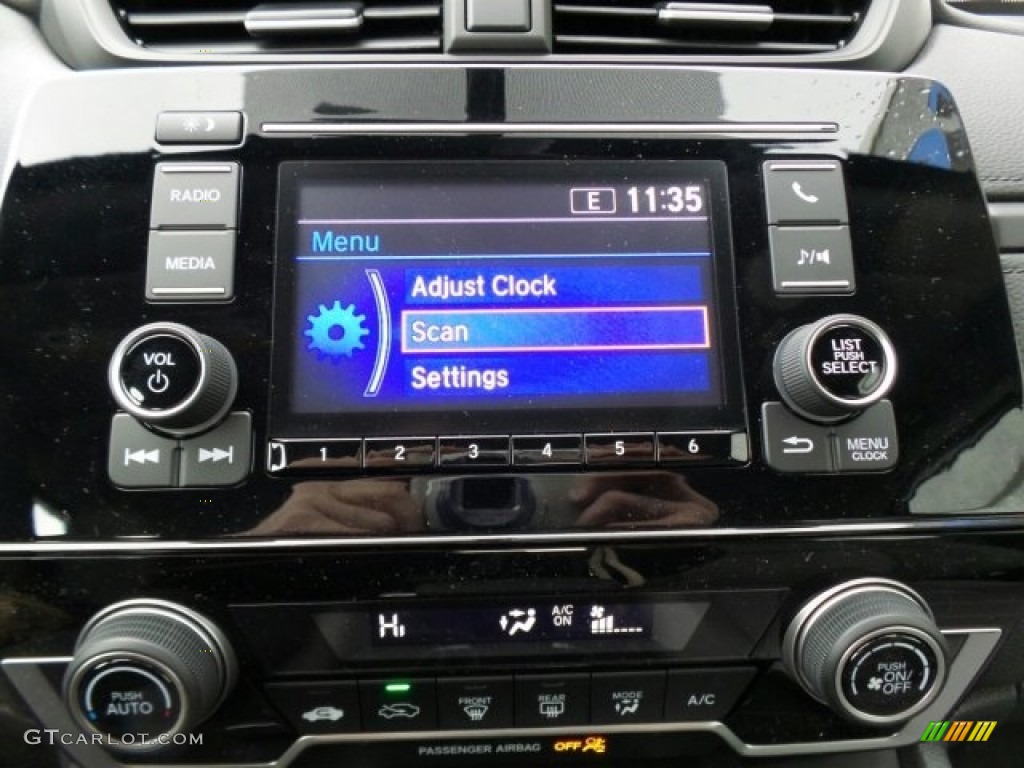 RADIO
MEDIA
E 11:35
Menu
Adjust Clock
Scan
Settings
VOL
LIST
PUSH
SELECT
MENU
CLOCK
1 2 3 4 5 6
Hi
A/C
ON
PUSH
AUTO
FRONT
REAR
MODE
A/C
PUSH
ON/
OFF
PASSENGER AIRBAG OFF
GTCARLOT.COM